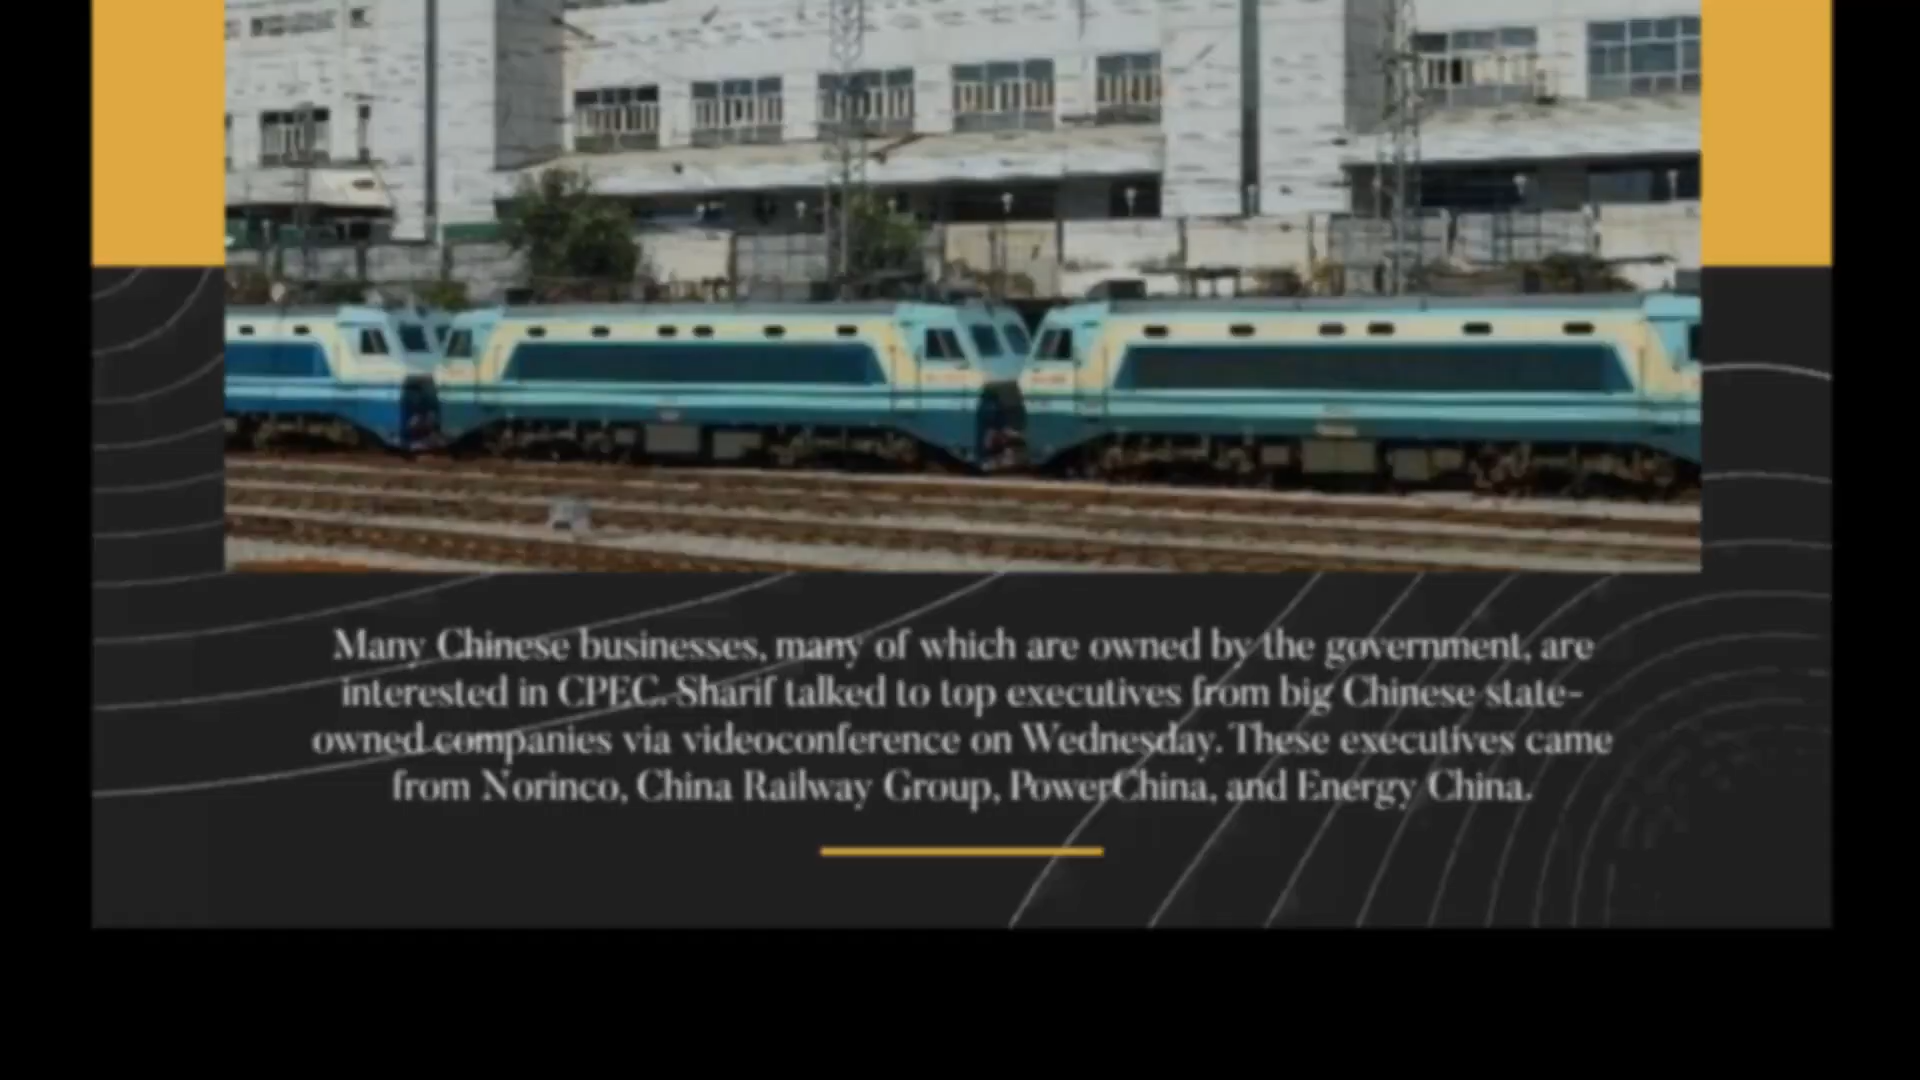 Many Chinese businesses, many of which are owned by the government, are
interested in CPEC. Sharif talked to top executives from big Chinese state-
owned companies via videoconference on Wednesday. These executives came
from Norinco, China Railway Group, PowerChina, and Energy China.